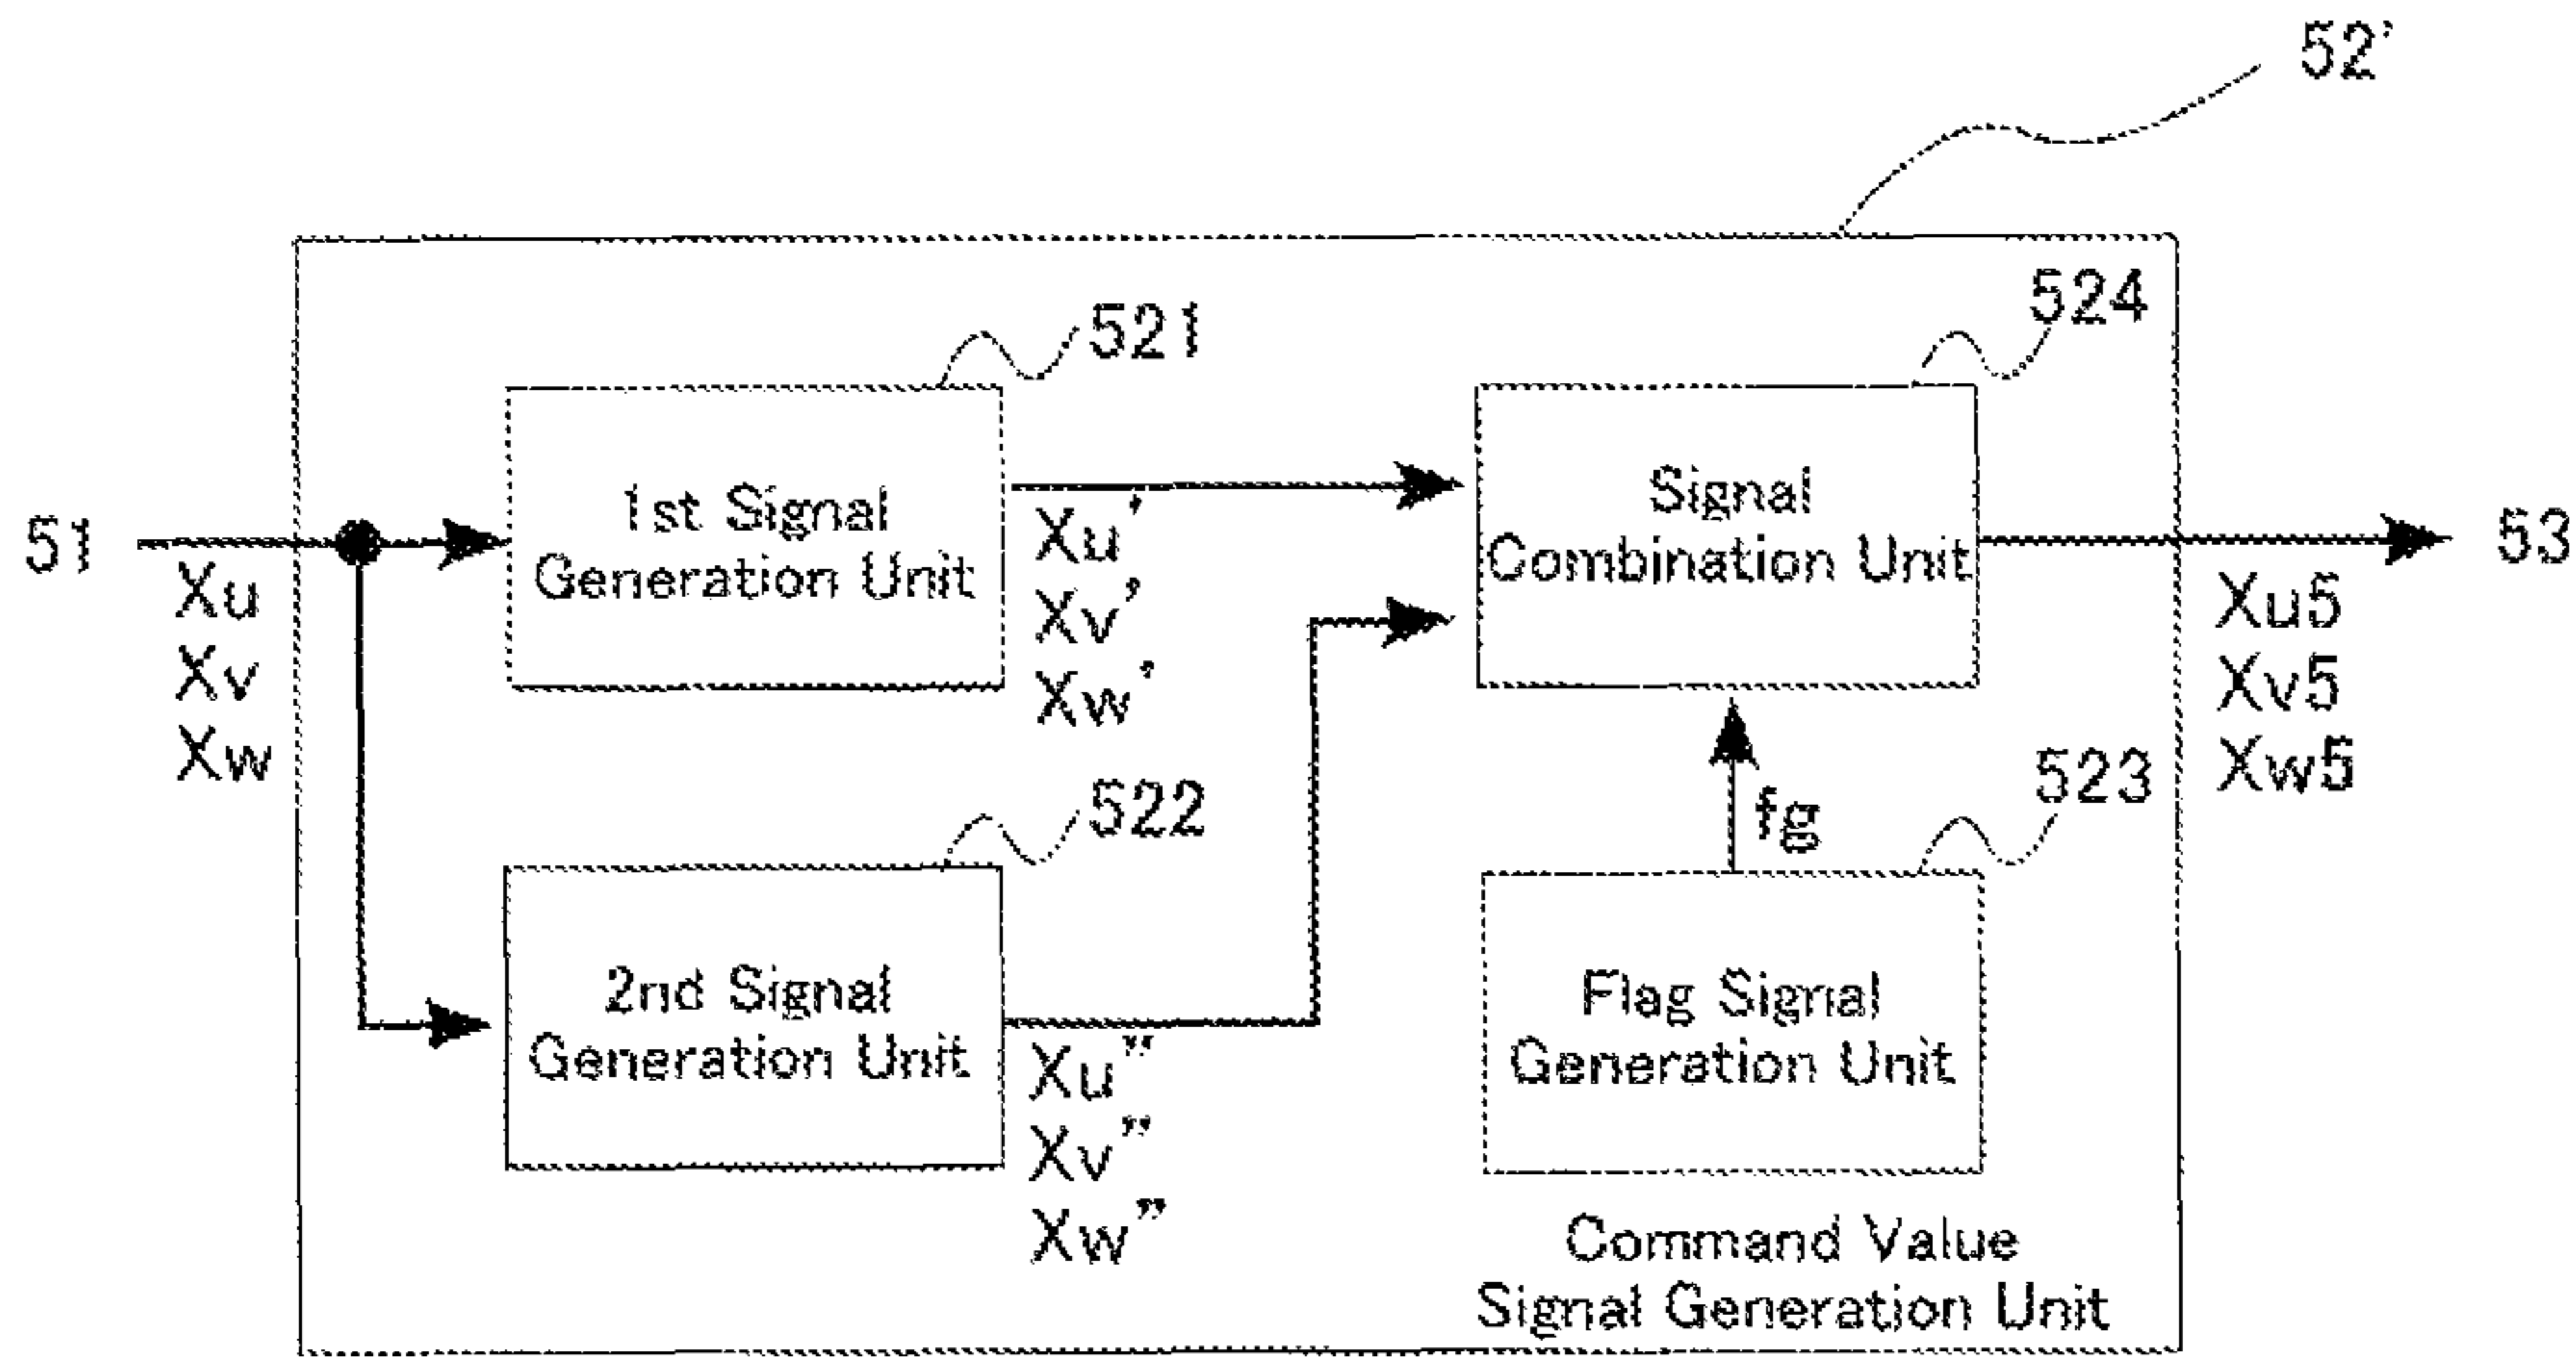 52'
524
521
1st Signal
Generation Unit
Signal
Combination Unit
51
Xu
Xv
Xw
Xu'
Xv'
Xw'
53
Xu5
Xv5
Xw5
fg
523
522
2nd Signal
Generation Unit
Xu"
Xv"
Xw"
Flag Signal
Generation Unit
Command Value
Signal Generation Unit